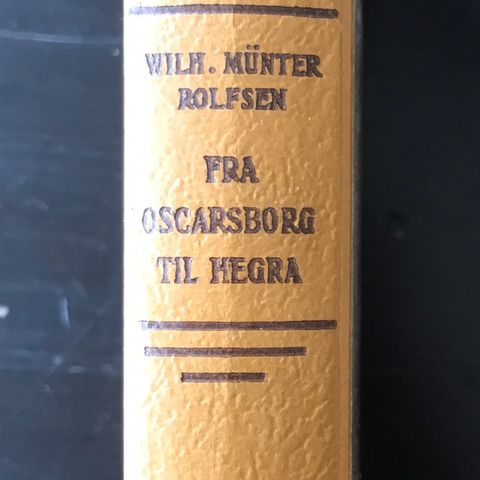 WILH. MÜNTER
ROLFSEN
FRA
OSCARSBORG
TIL HEGRA